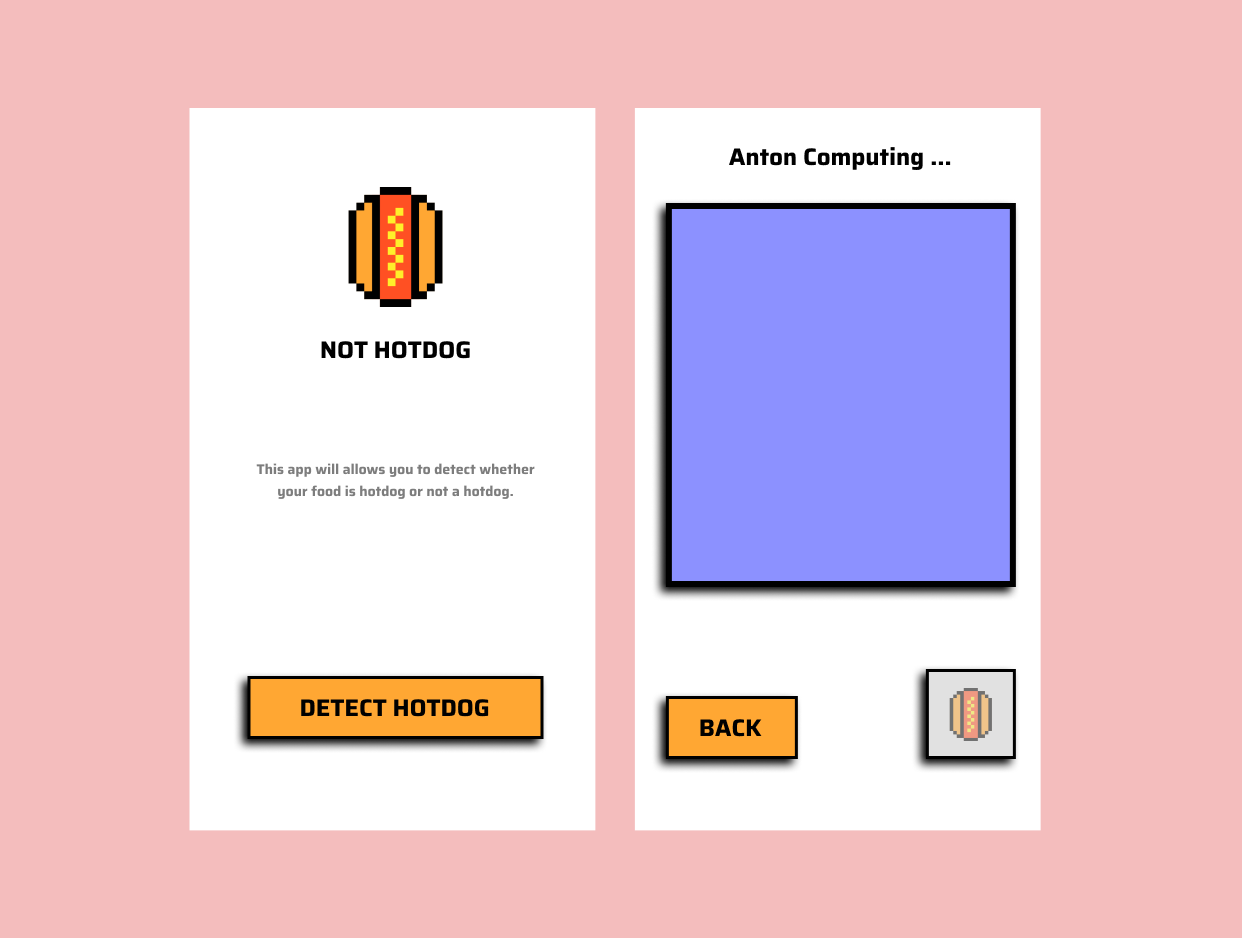 NOT HOTDOG
This app will allows you to detect whether
your food is hotdog or not a hotdog.
DETECT HOTDOG
Anton Computing ...
BACK